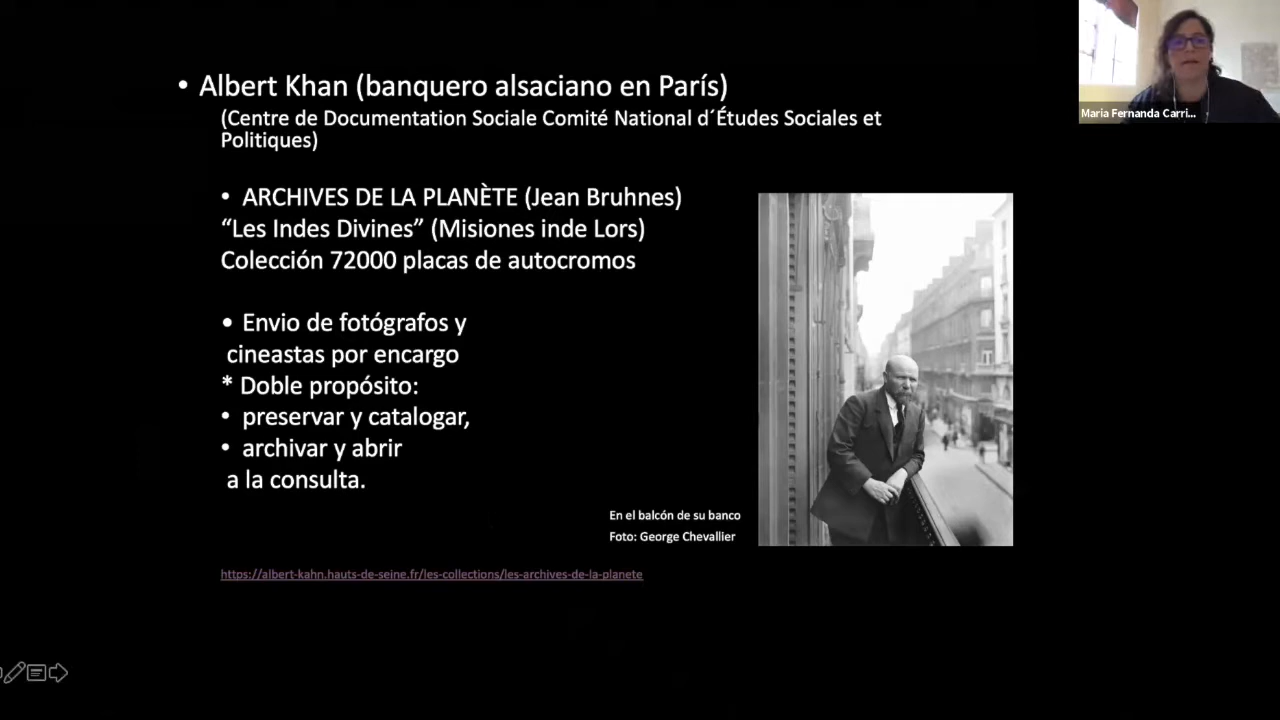 • Albert Khan (banquero alsaciano en París)
(Centre de Documentation Sociale Comité National d´Études Sociales et
Politiques)
• ARCHIVES DE LA PLANÈTE (Jean Bruhnes)
“Les Indes Divines” (Misiones inde Lors)
Colección 72000 placas de autocromos
• Envio de fotógrafos y
cineastas por encargo
* Doble propósito:
• preservar y catalogar,
• archivar y abrir
a la consulta.
En el balcón de su banco
Foto: George Chevallier
https://albert-kahn.hauts-de-seine.fr/les-collections/les-archives-de-la-planete
Maria Fernanda Carri...